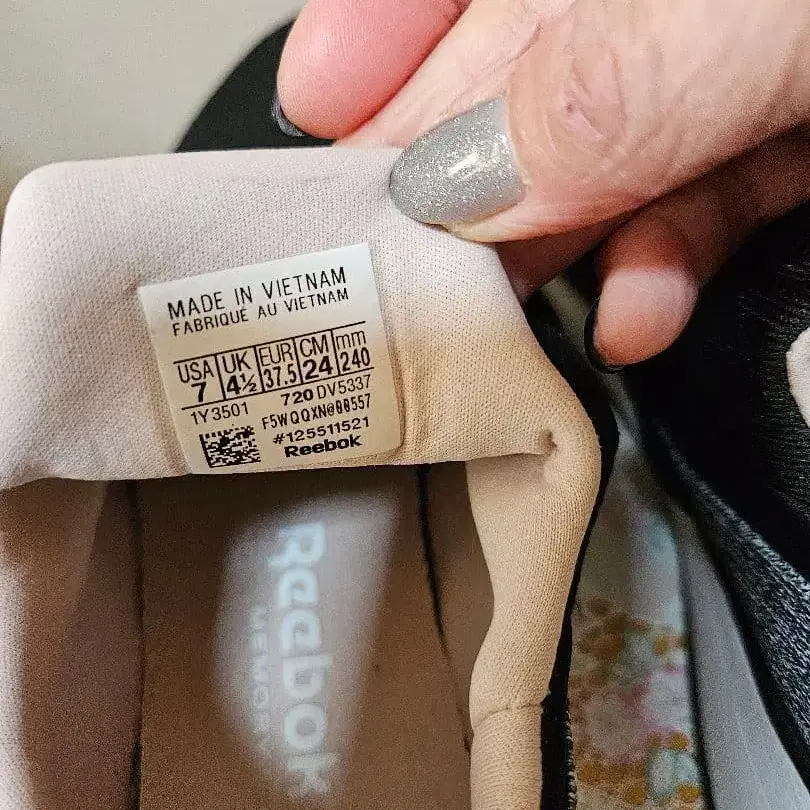 MADE IN VIETNAM
FABRIQUÉ AU VIETNAM
USA UK EUR CM mm
7 4½ 37.5 24 240
1Y3501 720 DV5337
F5WQQXN@00557
#125511521
Reebok
Reebok
MEMORY